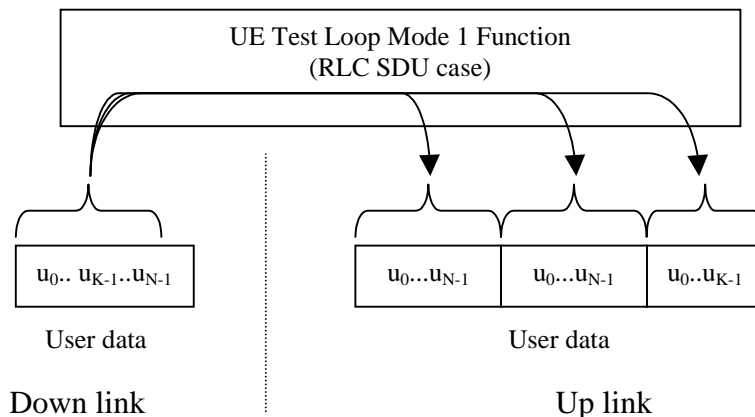 UE Test Loop Mode 1 Function
(RLC SDU case)
u0.. uK-1..uN-1
u0...uN-1
u0...uN-1
u0..uK-1
User data
User data
Down link
Up link